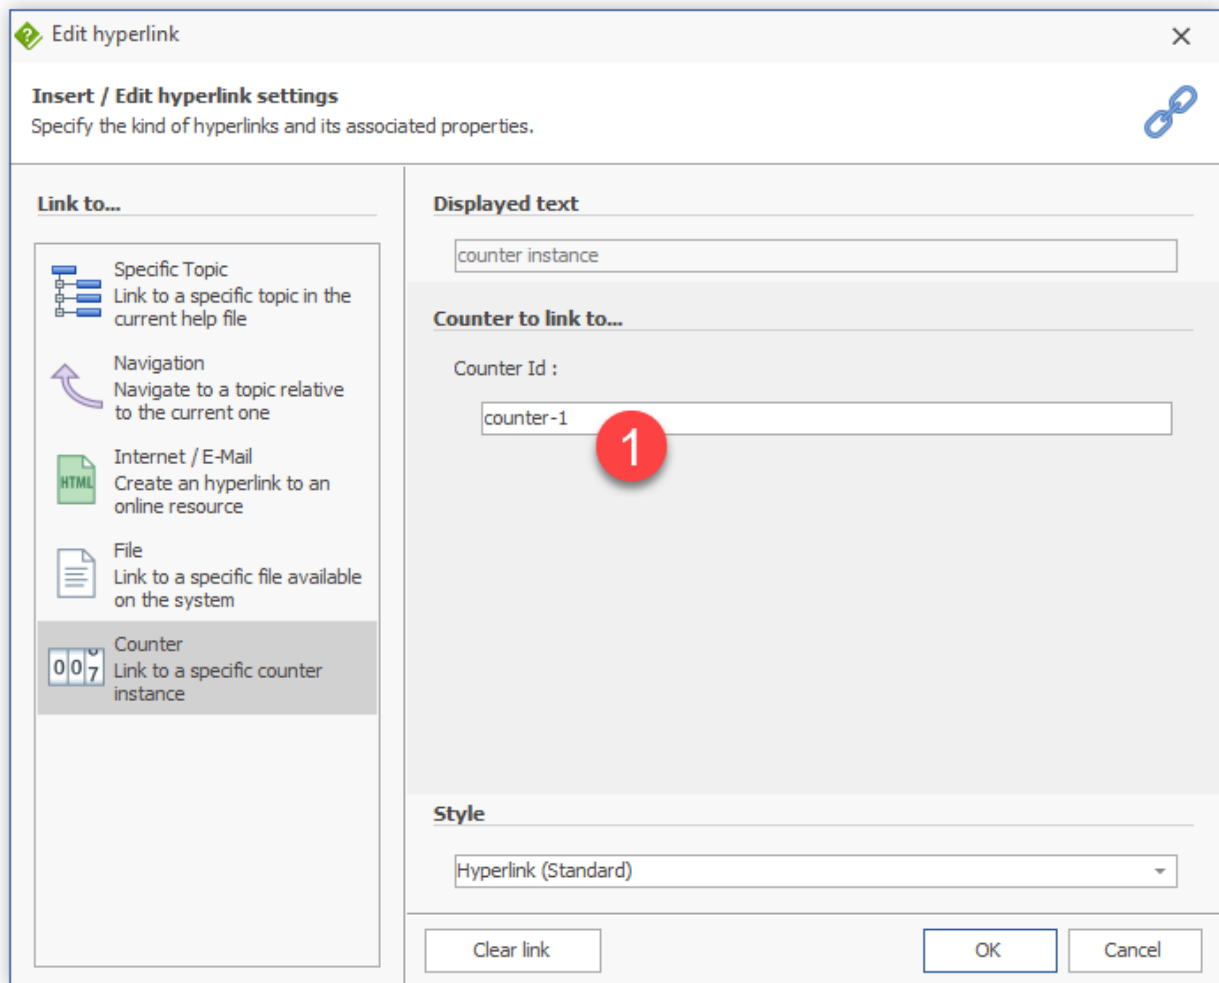 Edit hyperlink
Insert / Edit hyperlink settings
Specify the kind of hyperlinks and its associated properties.
Link to...
Specific Topic
Link to a specific topic in the
current help file
Navigation
Navigate to a topic relative
to the current one
HTML
Internet / E-Mail
Create an hyperlink to an
online resource
File
Link to a specific file available
on the system
007
Counter
Link to a specific counter
instance
Displayed text
counter instance
Counter to link to...
Counter Id :
counter-1
1
Style
Hyperlink (Standard)
Clear link
OK
Cancel